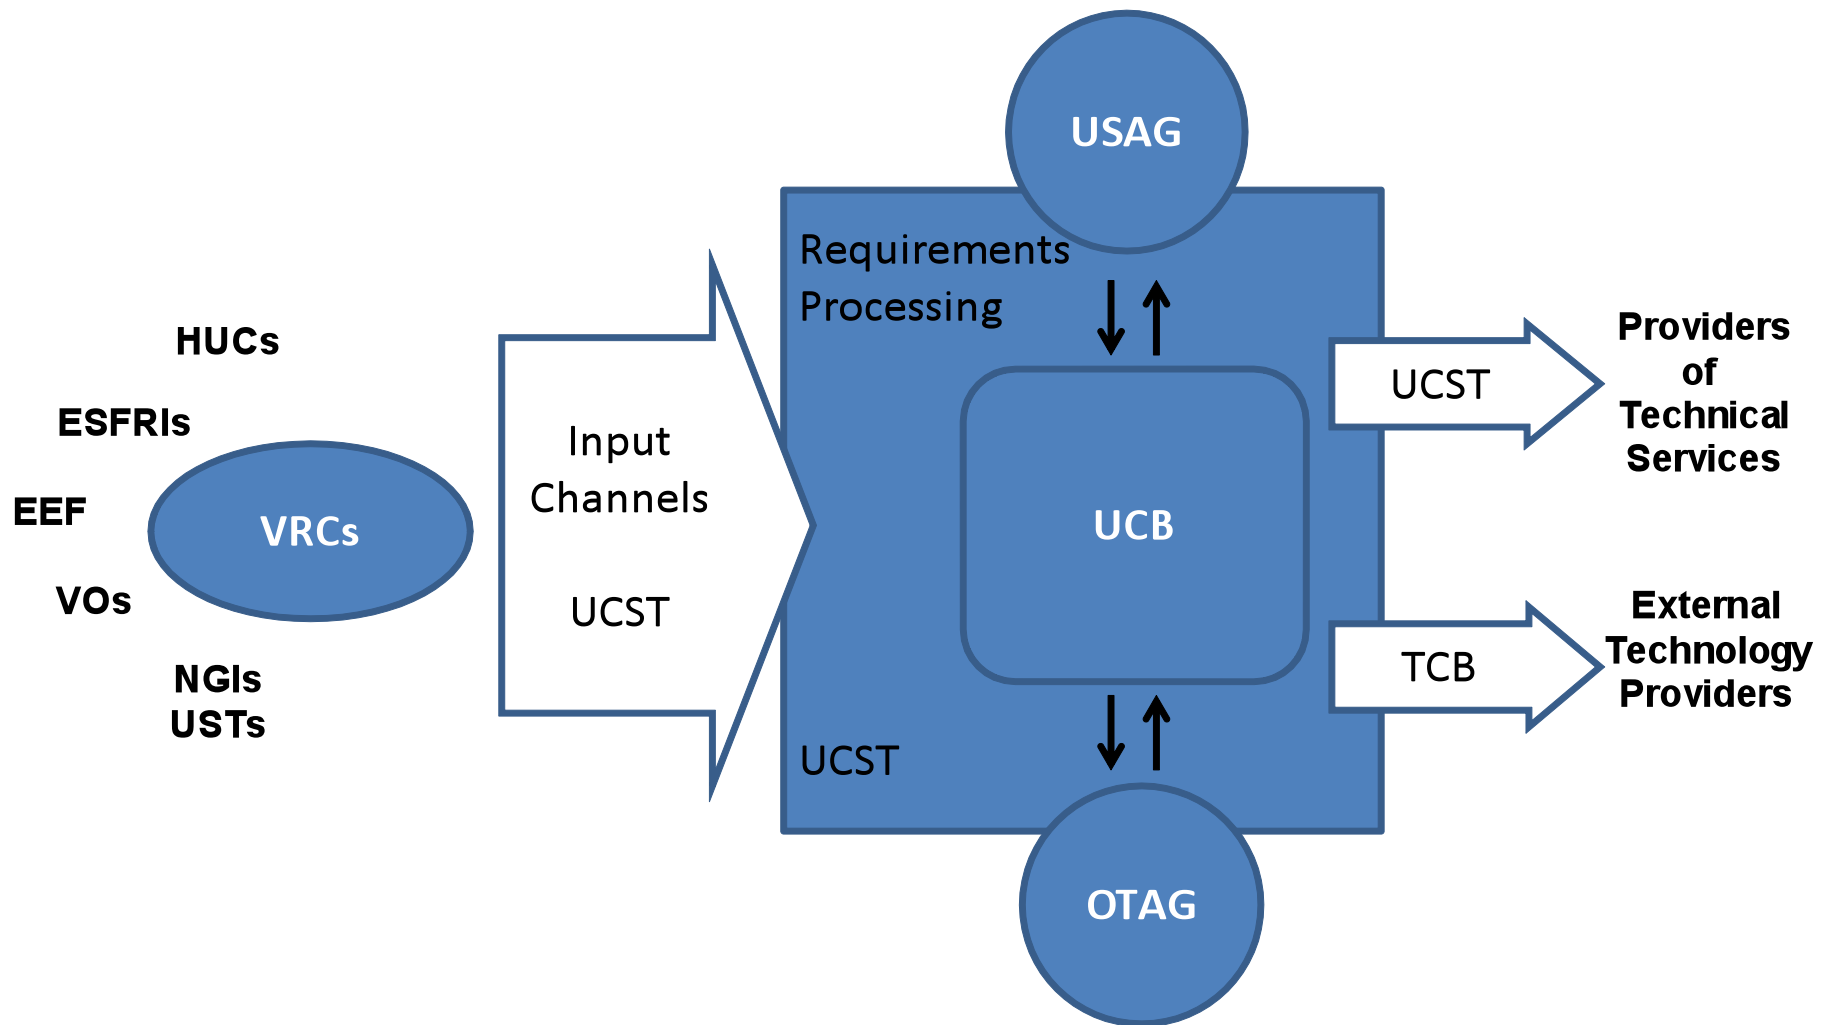 USAG
Requirements
Processing
HUCs
ESFRIs
EEF
VRCs
VOs
NGIs
USTs
Input
Channels
UCST
UCB
UCST
OTAG
UCST
Providers
of
Technical
Services
TCB
External
Technology
Providers